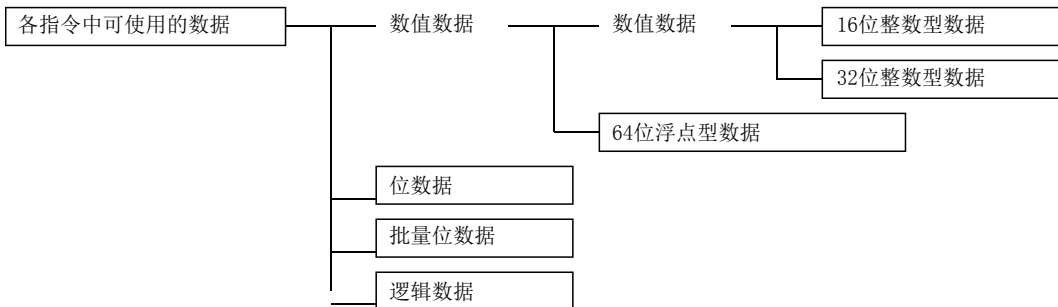 各指令中可使用的数据 数值数据 数值数据 16位整数型数据
32位整数型数据
64位浮点型数据
位数据
批量位数据
逻辑数据